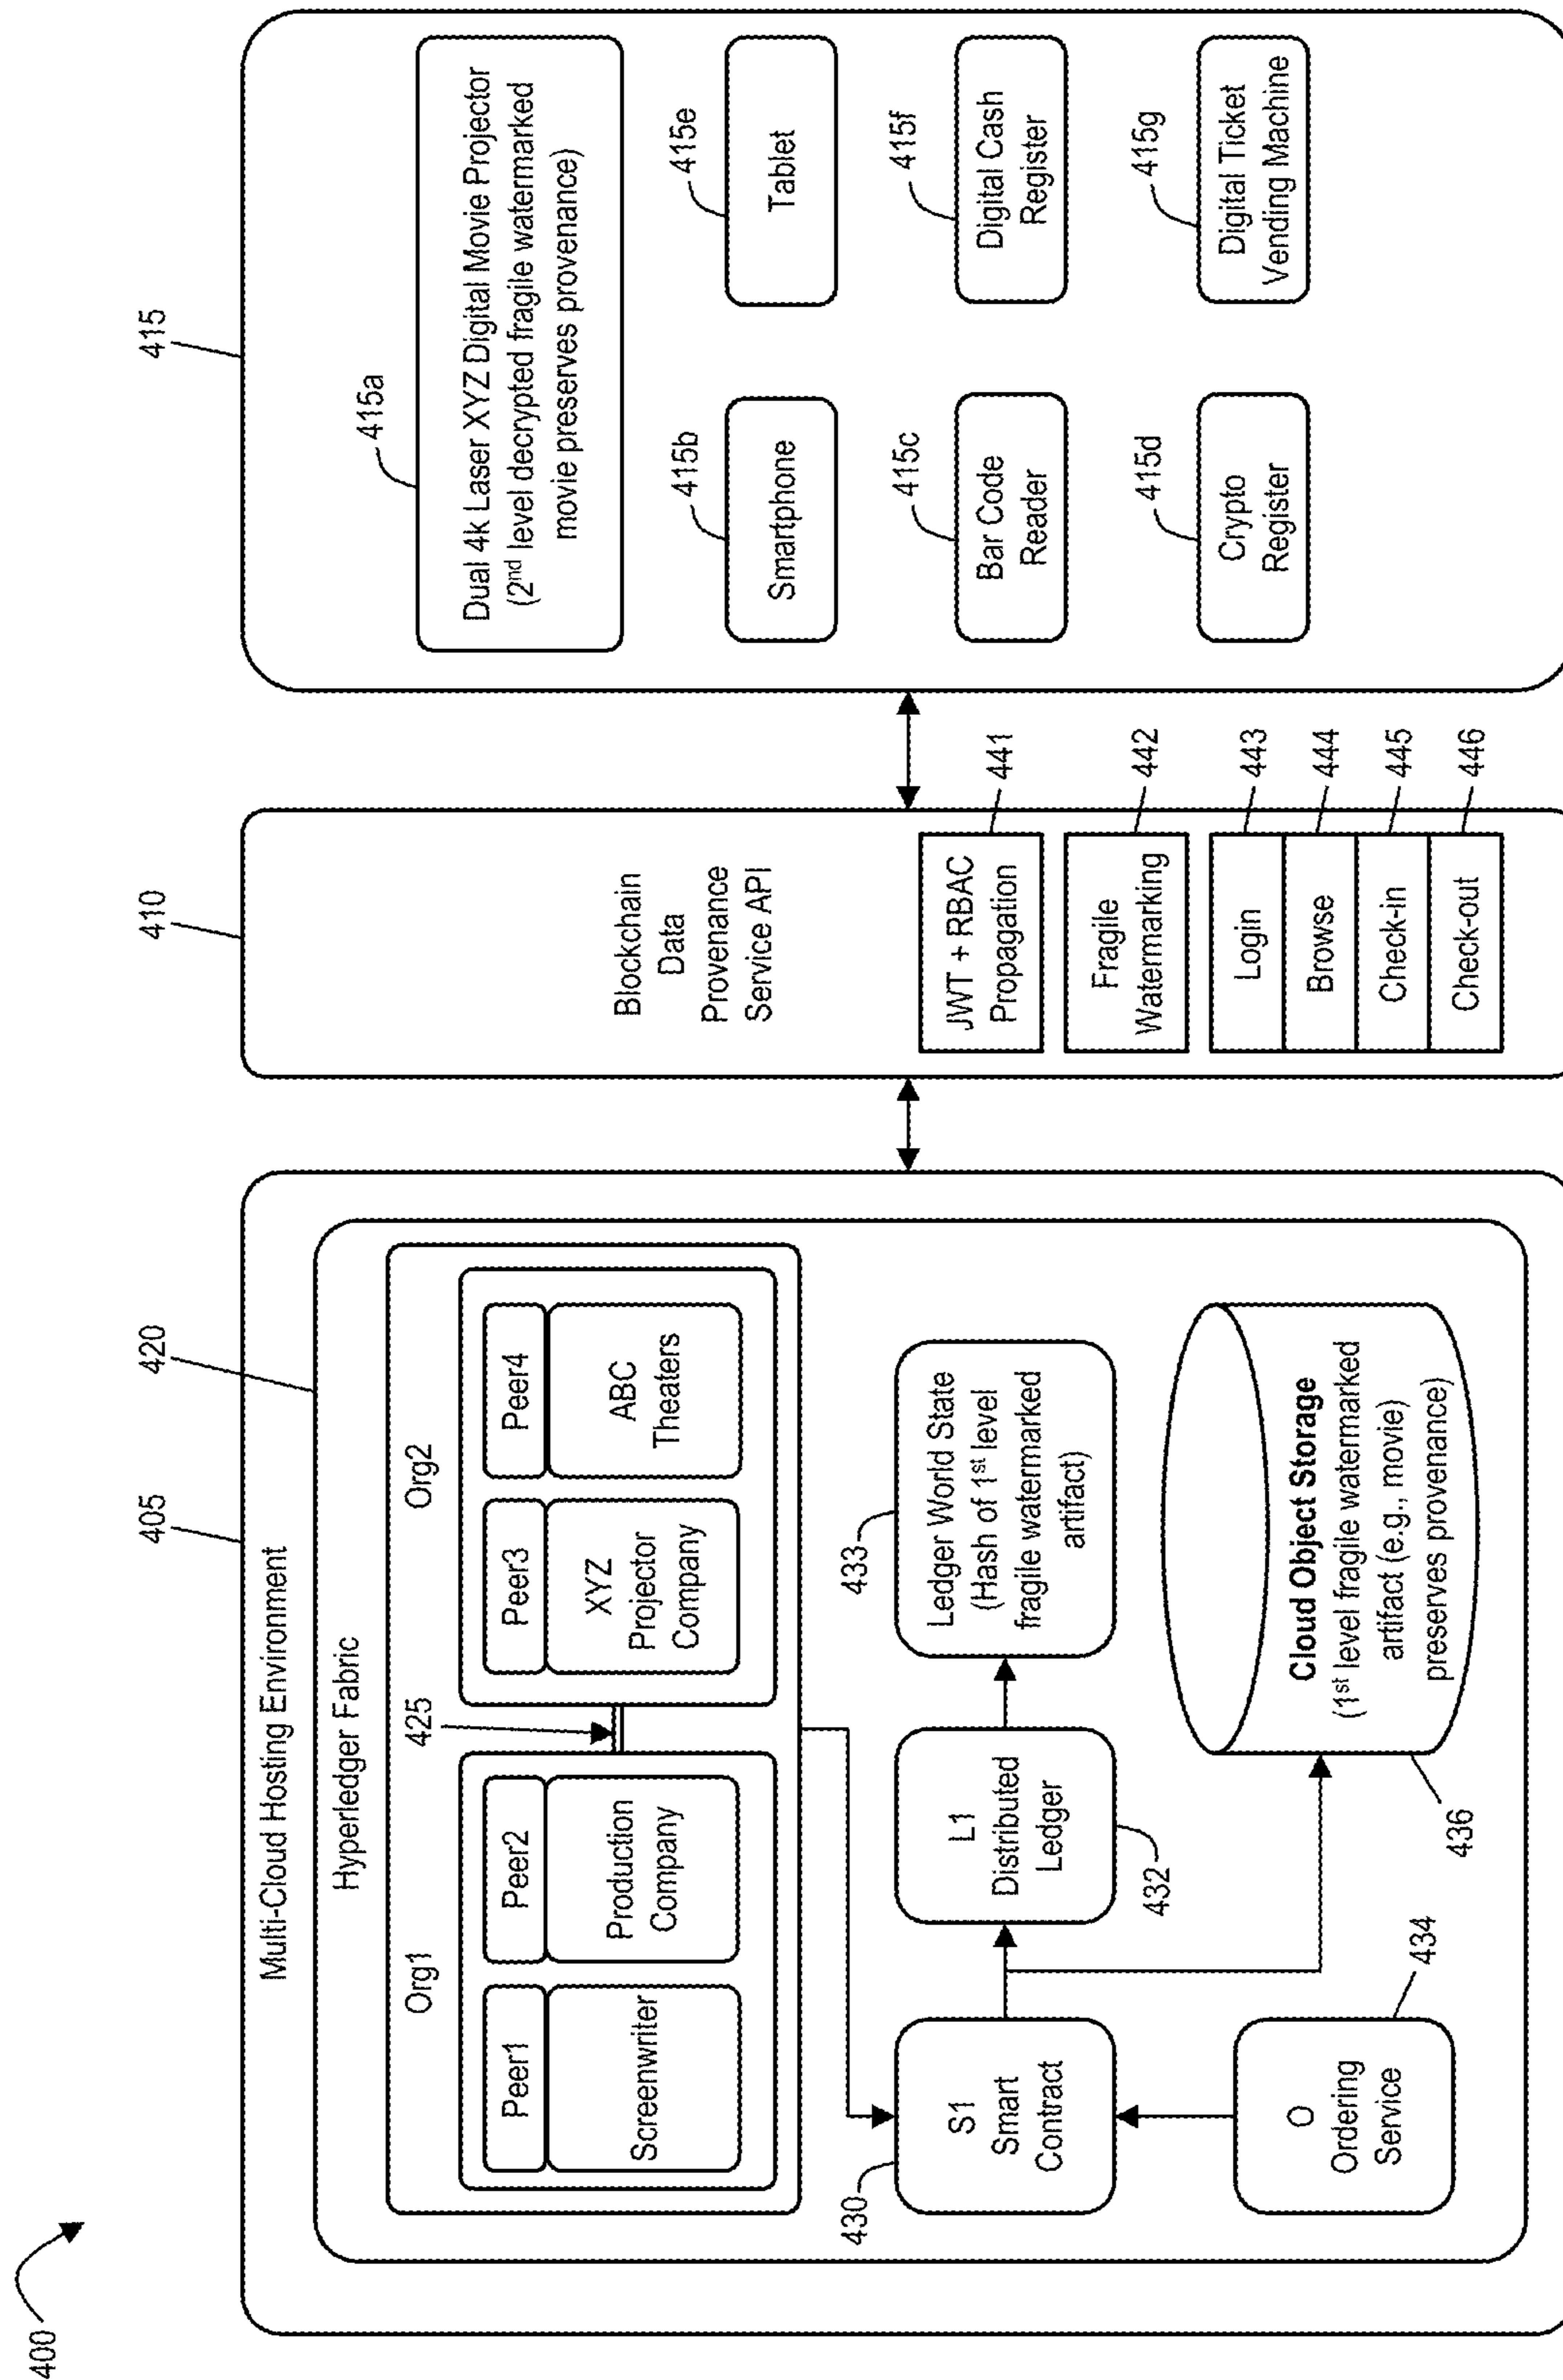 400
405
420
Multi-Cloud Hosting Environment
Hyperledger Fabric
Org1
Peer1
Screenwriter
Peer2
Production
Company
425
Org2
Peer3
XYZ
Projector
Company
Peer4
ABC
Theaters
430
S1
Smart
Contract
L1
Distributed
Ledger
432
433
Ledger World State
(Hash of 1st level
fragile watermarked
artifact)
O
Ordering
Service
434
436
Cloud Object Storage
(1st level fragile watermarked
artifact (e.g., movie)
preserves provenance)
410
Blockchain
Data
Provenance
Service API
JWT + RBAC
Propagation
441
Fragile
Watermarking
442
Login
443
Browse
444
Check-in
445
Check-out
446
415
415a
Dual 4k Laser XYZ Digital Movie Projector
(2nd level decrypted fragile watermarked
movie preserves provenance)
415b
Smartphone
415e
Tablet
415c
Bar Code
Reader
415f
Digital Cash
Register
415d
Crypto
Register
415g
Digital Ticket
Vending Machine